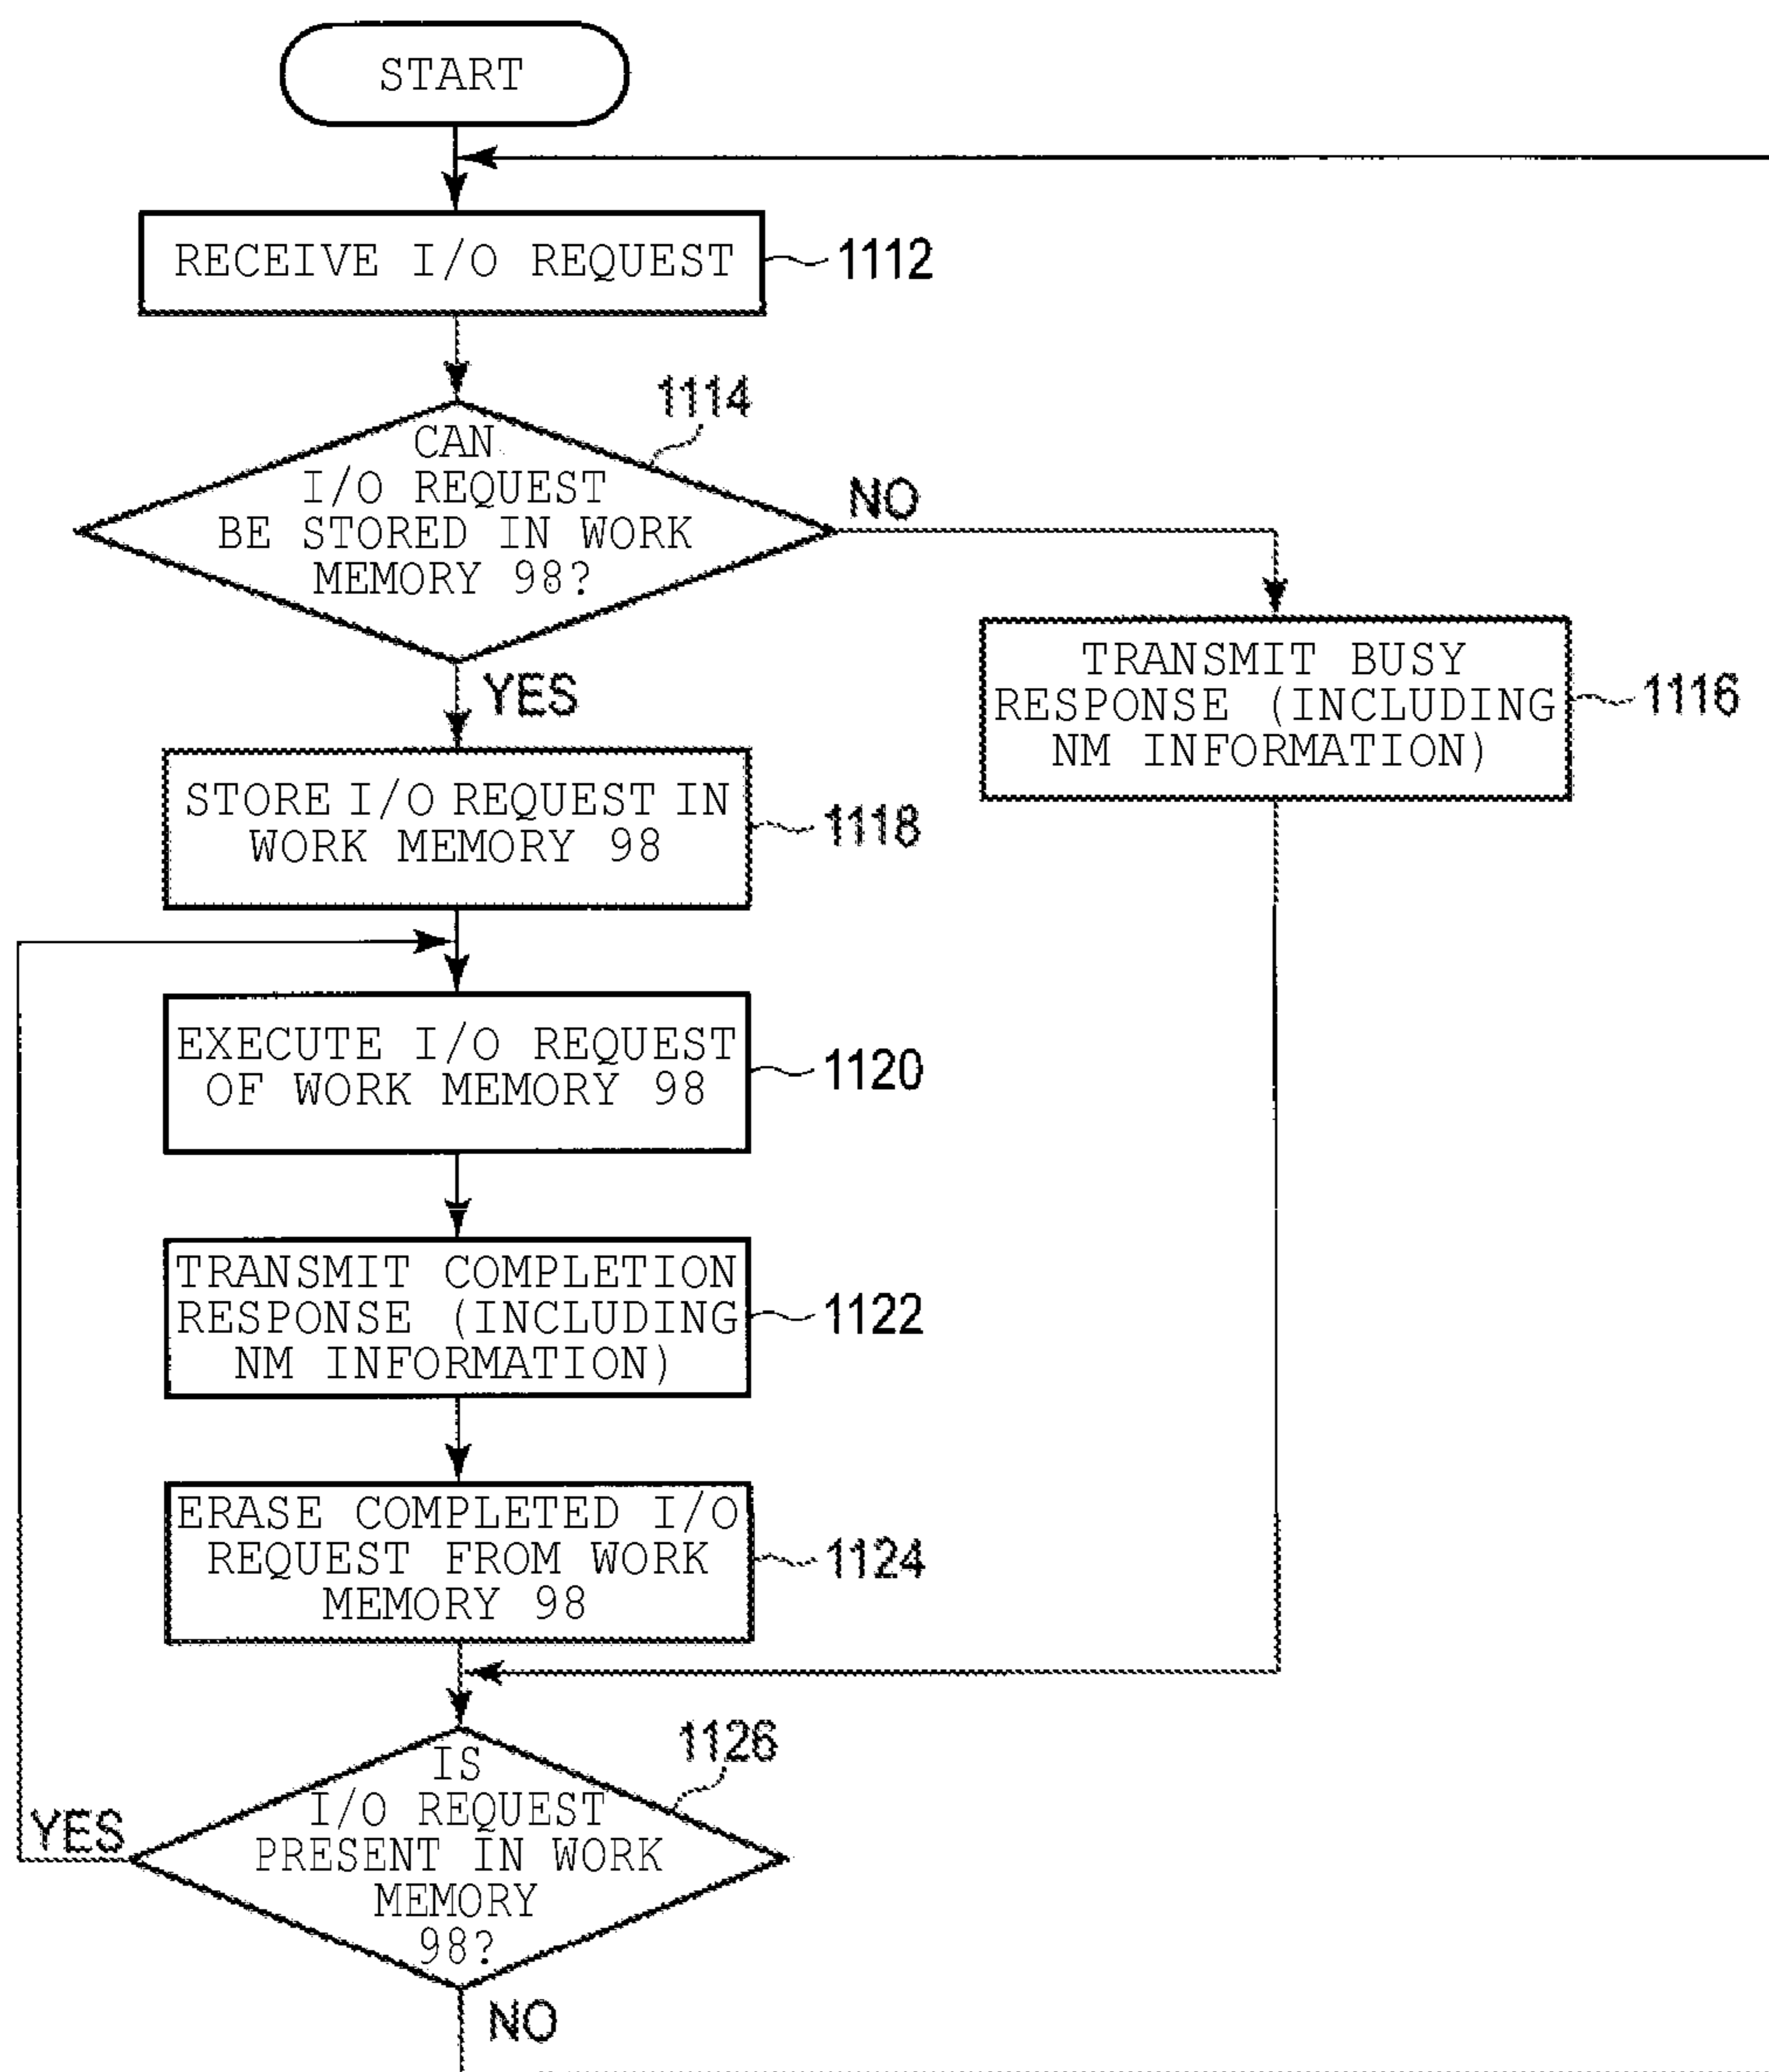 START
RECEIVE I/O REQUEST
1112
1114
CAN
I/O REQUEST
BE STORED IN WORK
MEMORY 98?
NO
TRANSMIT BUSY
RESPONSE (INCLUDING
NM INFORMATION)
1116
YES
STORE I/O REQUEST IN
WORK MEMORY 98
1118
EXECUTE I/O REQUEST
OF WORK MEMORY 98
1120
TRANSMIT COMPLETION
RESPONSE (INCLUDING
NM INFORMATION)
1122
ERASE COMPLETED I/O
REQUEST FROM WORK
MEMORY 98
1124
1126
IS
I/O REQUEST
PRESENT IN WORK
MEMORY
98?
YES
NO